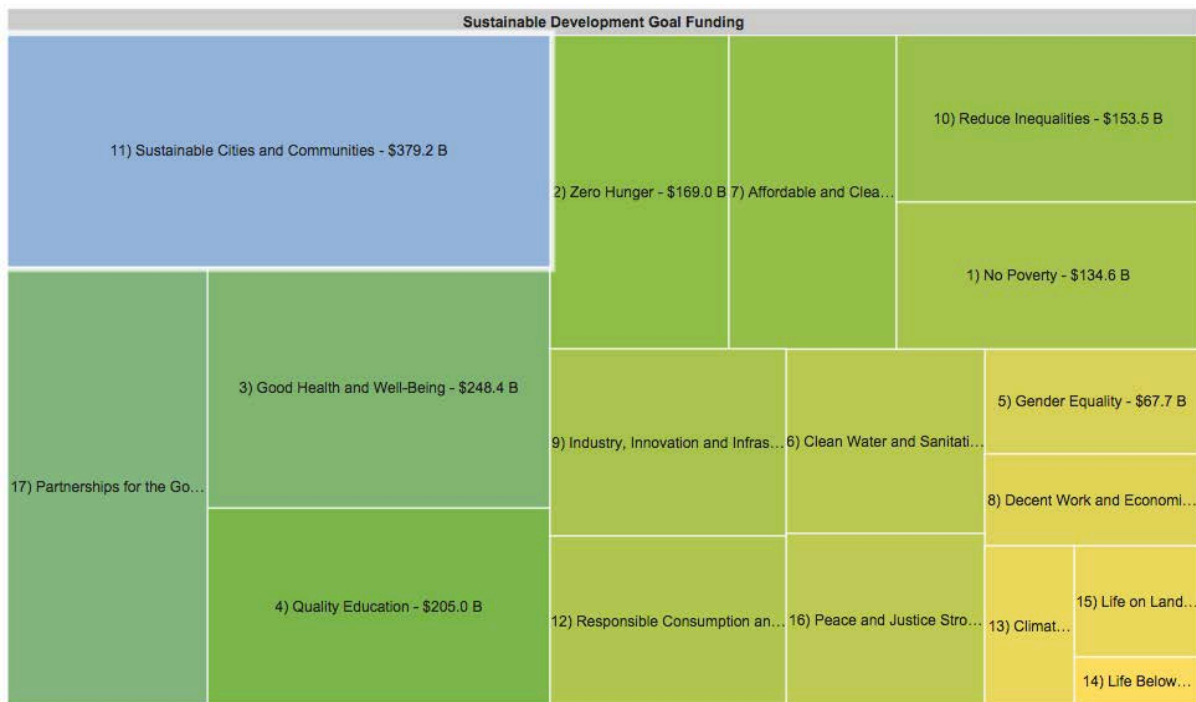 Sustainable Development Goal Funding
11) Sustainable Cities and Communities - $379.2 B
2) Zero Hunger - $169.0 B
7) Affordable and Clea...
10) Reduce Inequalities - $153.5 B
1) No Poverty - $134.6 B
17) Partnerships for the Go...
3) Good Health and Well-Being - $248.4 B
4) Quality Education - $205.0 B
9) Industry, Innovation and Infras...
6) Clean Water and Sanitati...
5) Gender Equality - $67.7 B
8) Decent Work and Economi...
12) Responsible Consumption an...
16) Peace and Justice Stro...
13) Climat...
15) Life on Land...
14) Life Below...